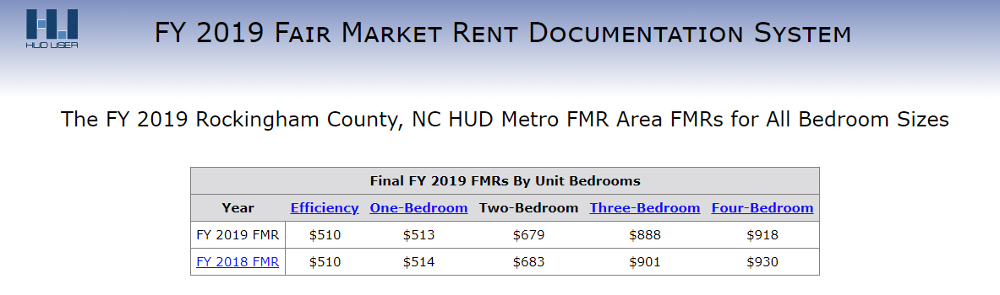 HUD USER
FY 2019 FAIR MARKET RENT DOCUMENTATION SYSTEM
The FY 2019 Rockingham County, NC HUD Metro FMR Area FMRs for All Bedroom Sizes
Final FY 2019 FMRs By Unit Bedrooms
Year Efficiency One-Bedroom Two-Bedroom Three-Bedroom Four-Bedroom
FY 2019 FMR $510 $513 $679 $888 $918
FY 2018 FMR $510 $514 $683 $901 $930